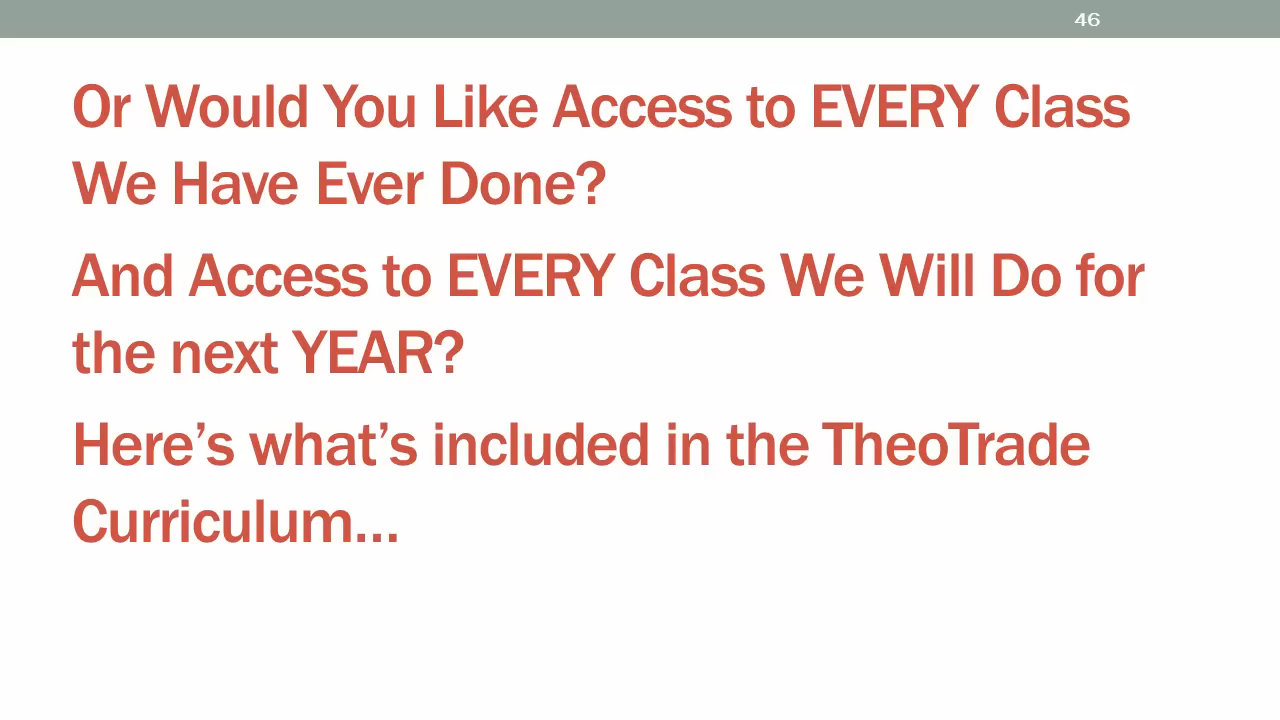 46
Or Would You Like Access to EVERY Class
We Have Ever Done?
And Access to EVERY Class We Will Do for
the next YEAR?
Here’s what’s included in the TheoTrade
Curriculum…